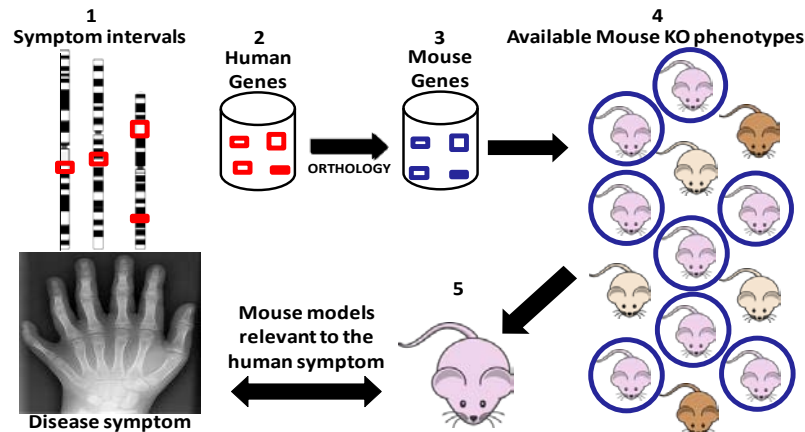 1
Symptom intervals
2
Human
Genes
ORTHOLOGY
3
Mouse
Genes
4
Available Mouse KO phenotypes
5
Mouse models
relevant to the
human symptom
Disease symptom